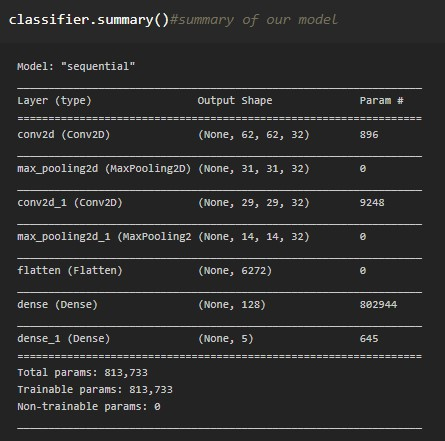 classifier.summary()#summary of our model
Model: "sequential"
Layer (type) Output Shape Param #
conv2d (Conv2D) (None, 62, 62, 32) 896
max_pooling2d (MaxPooling2D) (None, 31, 31, 32) 0
conv2d_1 (Conv2D) (None, 29, 29, 32) 9248
max_pooling2d_1 (MaxPooling2 (None, 14, 14, 32) 0
flatten (Flatten) (None, 6272) 0
dense (Dense) (None, 128) 802944
dense_1 (Dense) (None, 5) 645
Total params: 813,733
Trainable params: 813,733
Non-trainable params: 0